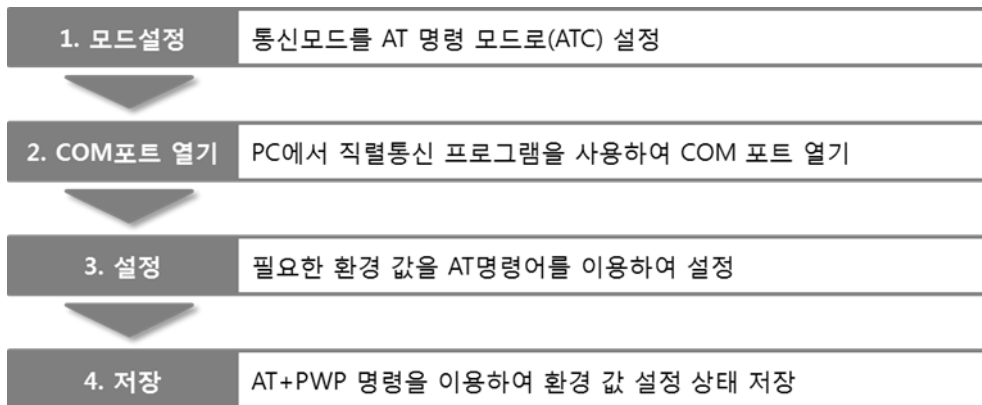 1. 모드설정 통신모드를 AT 명령 모드로(ATC) 설정
2. COM포트 열기 PC에서 직렬통신 프로그램을 사용하여 COM 포트 열기
3. 설정 필요한 환경 값을 AT명령어를 이용하여 설정
4. 저장 AT+PWP 명령을 이용하여 환경 값 설정 상태 저장